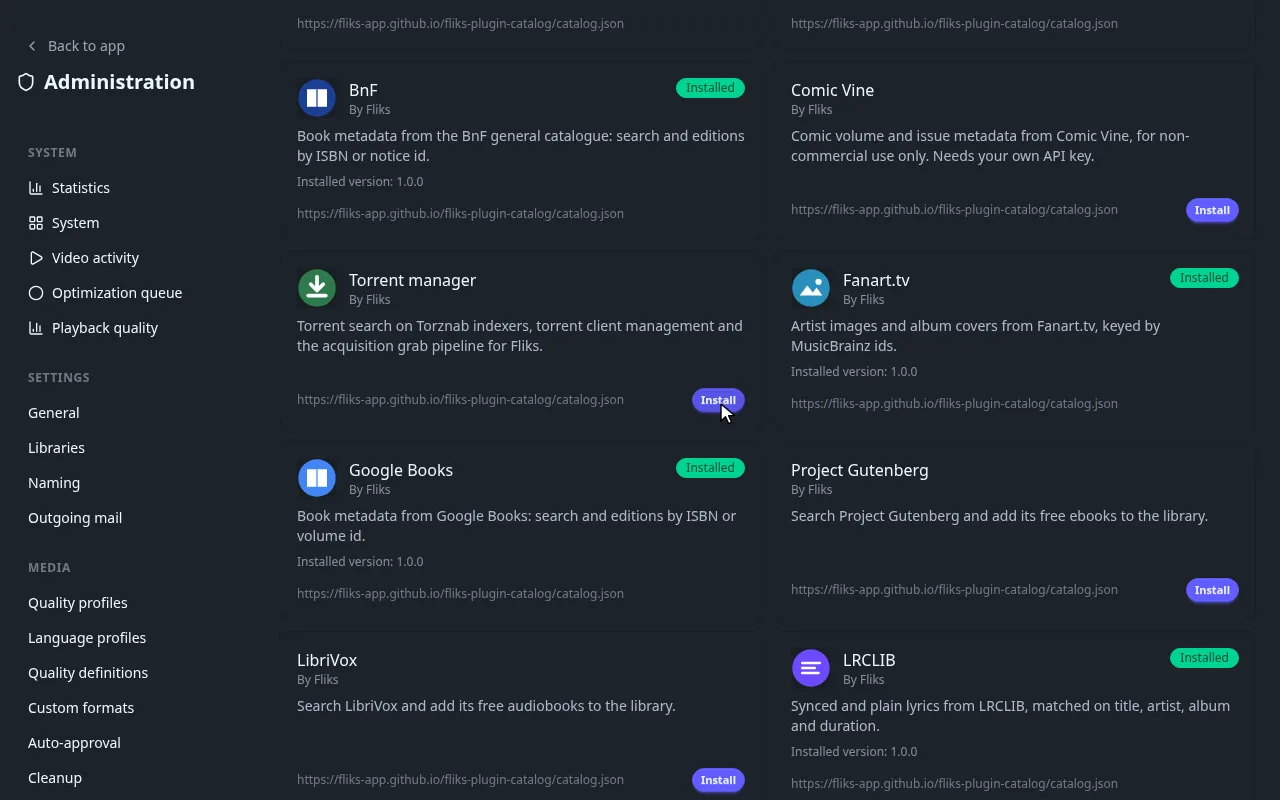 Back to app
Administration
SYSTEM
Statistics
System
Video activity
Optimization queue
Playback quality
SETTINGS
General
Libraries
Naming
Outgoing mail
MEDIA
Quality profiles
Language profiles
Quality definitions
Custom formats
Auto-approval
Cleanup
https://fliks-app.github.io/fliks-plugin-catalog/catalog.json
https://fliks-app.github.io/fliks-plugin-catalog/catalog.json
BnF
Installed
By Fliks
Book metadata from the BnF general catalogue: search and editions
by ISBN or notice id.
Installed version: 1.0.0
https://fliks-app.github.io/fliks-plugin-catalog/catalog.json
Comic Vine
By Fliks
Comic volume and issue metadata from Comic Vine, for non-
commercial use only. Needs your own API key.
https://fliks-app.github.io/fliks-plugin-catalog/catalog.json
Install
Torrent manager
By Fliks
Torrent search on Torznab indexers, torrent client management and
the acquisition grab pipeline for Fliks.
https://fliks-app.github.io/fliks-plugin-catalog/catalog.json
Install
Fanart.tv
Installed
By Fliks
Artist images and album covers from Fanart.tv, keyed by
MusicBrainz ids.
Installed version: 1.0.0
https://fliks-app.github.io/fliks-plugin-catalog/catalog.json
Google Books
Installed
By Fliks
Book metadata from Google Books: search and editions by ISBN or
volume id.
Installed version: 1.0.0
https://fliks-app.github.io/fliks-plugin-catalog/catalog.json
Project Gutenberg
By Fliks
Search Project Gutenberg and add its free ebooks to the library.
https://fliks-app.github.io/fliks-plugin-catalog/catalog.json
Install
LibriVox
By Fliks
Search LibriVox and add its free audiobooks to the library.
https://fliks-app.github.io/fliks-plugin-catalog/catalog.json
Install
LRCLIB
Installed
By Fliks
Synced and plain lyrics from LRCLIB, matched on title, artist, album
and duration.
Installed version: 1.0.0
https://fliks-app.github.io/fliks-plugin-catalog/catalog.json